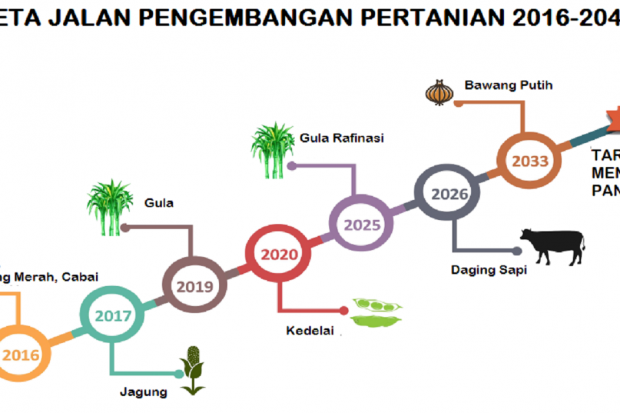 ETA JALAN PENGEMBANGAN PERTANIAN 2016-204
Bawang Putih
Gula Rafinasi
2033
TAR
MEN
PAN
2026
Gula
2025
Daging Sapi
2020
ng Merah, Cabai
2019
Kedelai
2017
2016
Jagung